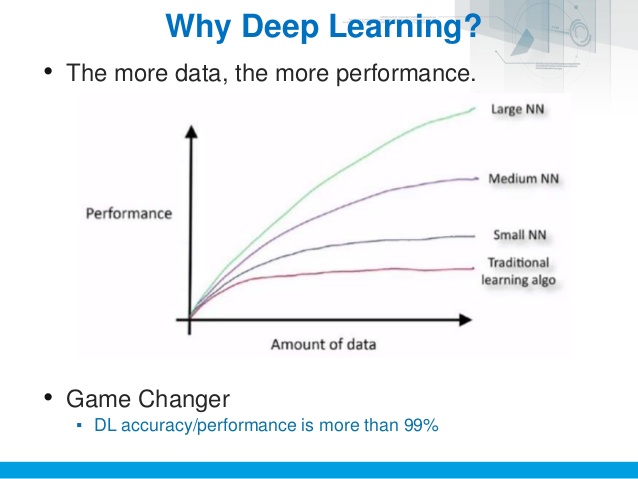 Why Deep Learning?
• The more data, the more performance.
Large NN
Medium NN
Performance
Small NN
Traditional
learning algo
Amount of data
• Game Changer
▪ DL accuracy/performance is more than 99%